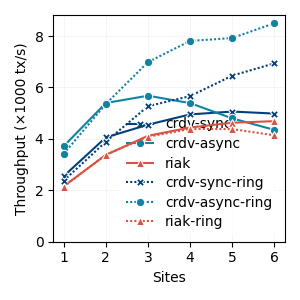 Throughput (×1000 tx/s)
8
6
4
2
0
crdv-sync
crdv-async
riak
crdv-sync-ring
crdv-async-ring
riak-ring
1 2 3 4 5 6
Sites